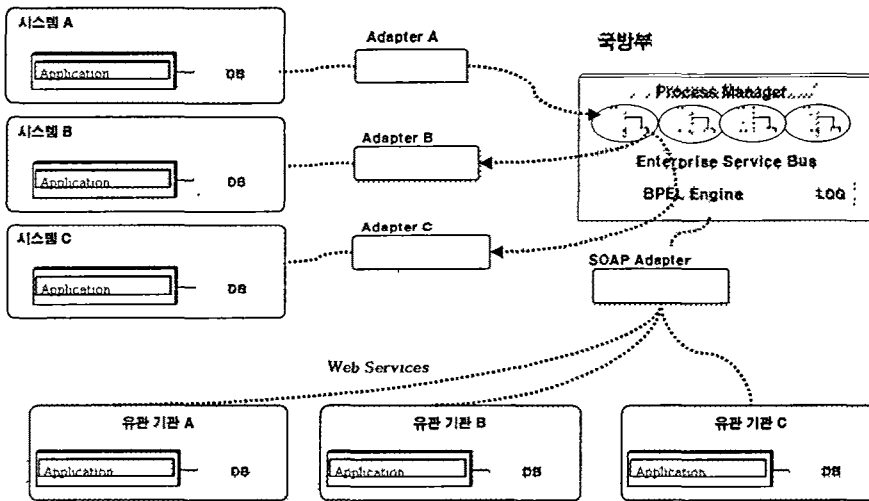 시스템 A
Application
DB
Adapter A
국방부
Process Manager
시스템 B
Application
DB
Adapter B
Enterprise Service Bus
BPEL Engine
LOG
시스템 C
Application
DB
Adapter C
SOAP Adapter
Web Services
유관 기관 A
Application
DB
유관 기관 B
Application
DB
유관 기관 C
Application
DB